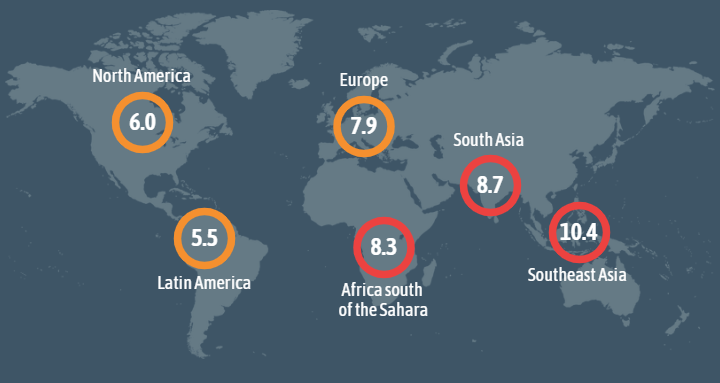 North America
6.0
Europe
7.9
South Asia
8.7
5.5
Latin America
8.3
Africa south
of the Sahara
10.4
Southeast Asia